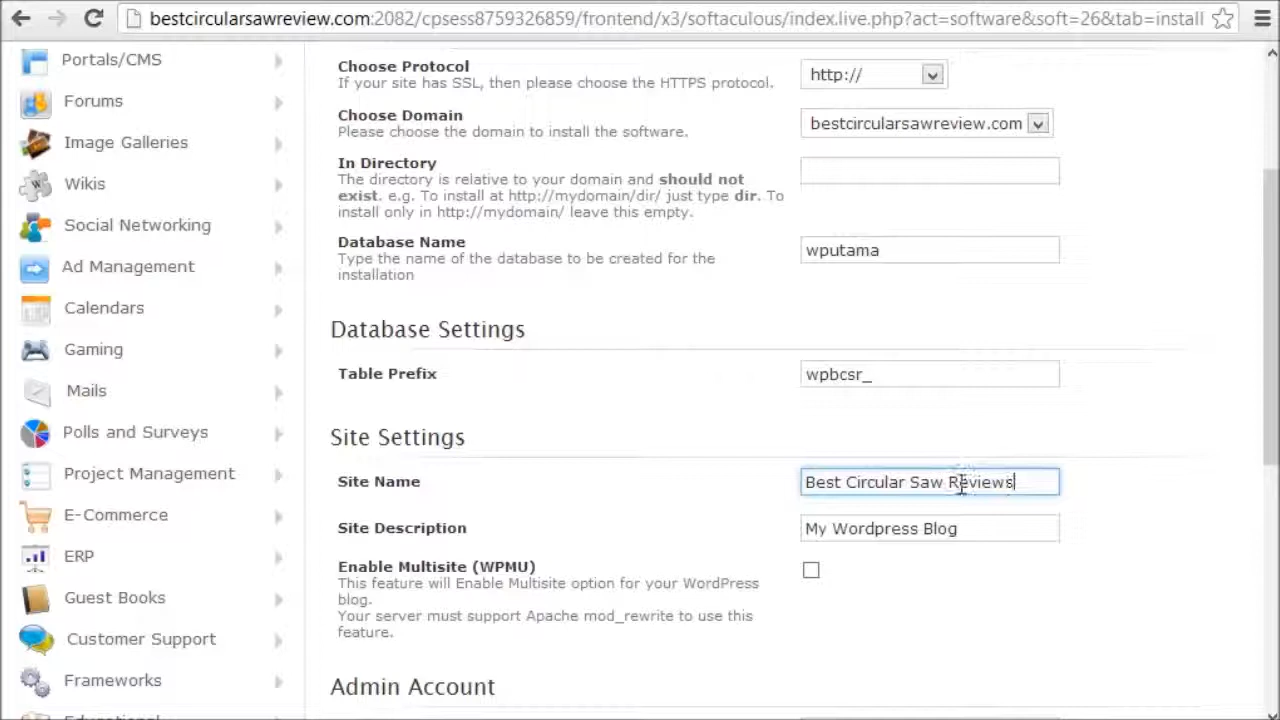 bestcircularsawreview.com:2082/cpsess8759326859/frontend/x3/softaculous/index.live.php?act=software&soft=26&tab=install
Portals/CMS
Forums
Image Galleries
Wikis
Social Networking
Ad Management
Calendars
Gaming
Mails
Polls and Surveys
Project Management
E-Commerce
ERP
Guest Books
Customer Support
Frameworks
Educational
Choose Protocol
If your site has SSL, then please choose the HTTPS protocol.
http://
Choose Domain
Please choose the domain to install the software.
bestcircularsawreview.com
In Directory
The directory is relative to your domain and should not
exist. e.g. To install at http://mydomain/dir/ just type dir. To
install only in http://mydomain/ leave this empty.
Database Name
Type the name of the database to be created for the
installation
wputama
Database Settings
Table Prefix
wpbcsr_
Site Settings
Site Name
Best Circular Saw Reviews
Site Description
My Wordpress Blog
Enable Multisite (WPMU)
This feature will Enable Multisite option for your WordPress
blog.
Your server must support Apache mod_rewrite to use this
feature.
Admin Account